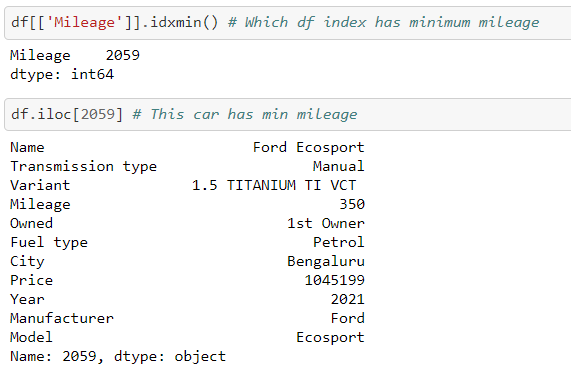 df[['Mileage']].idxmin() # Which df index has minimum mileage
Mileage    2059
dtype: int64
df.iloc[2059] # This car has min mileage
Name                          Ford Ecosport
Transmission type                    Manual
Variant              1.5 TITANIUM TI VCT
Mileage                                 350
Owned                             1st Owner
Fuel type                            Petrol
City                              Bengaluru
Price                               1045199
Year                                   2021
Manufacturer                           Ford
Model                              Ecosport
Name: 2059, dtype: object